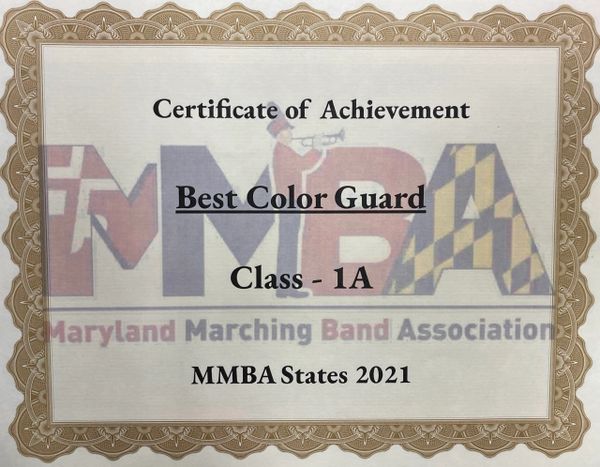 Certificate of Achievement
MMBA
Best Color Guard
Class - 1A
Maryland Marching Band Association
MMBA States 2021